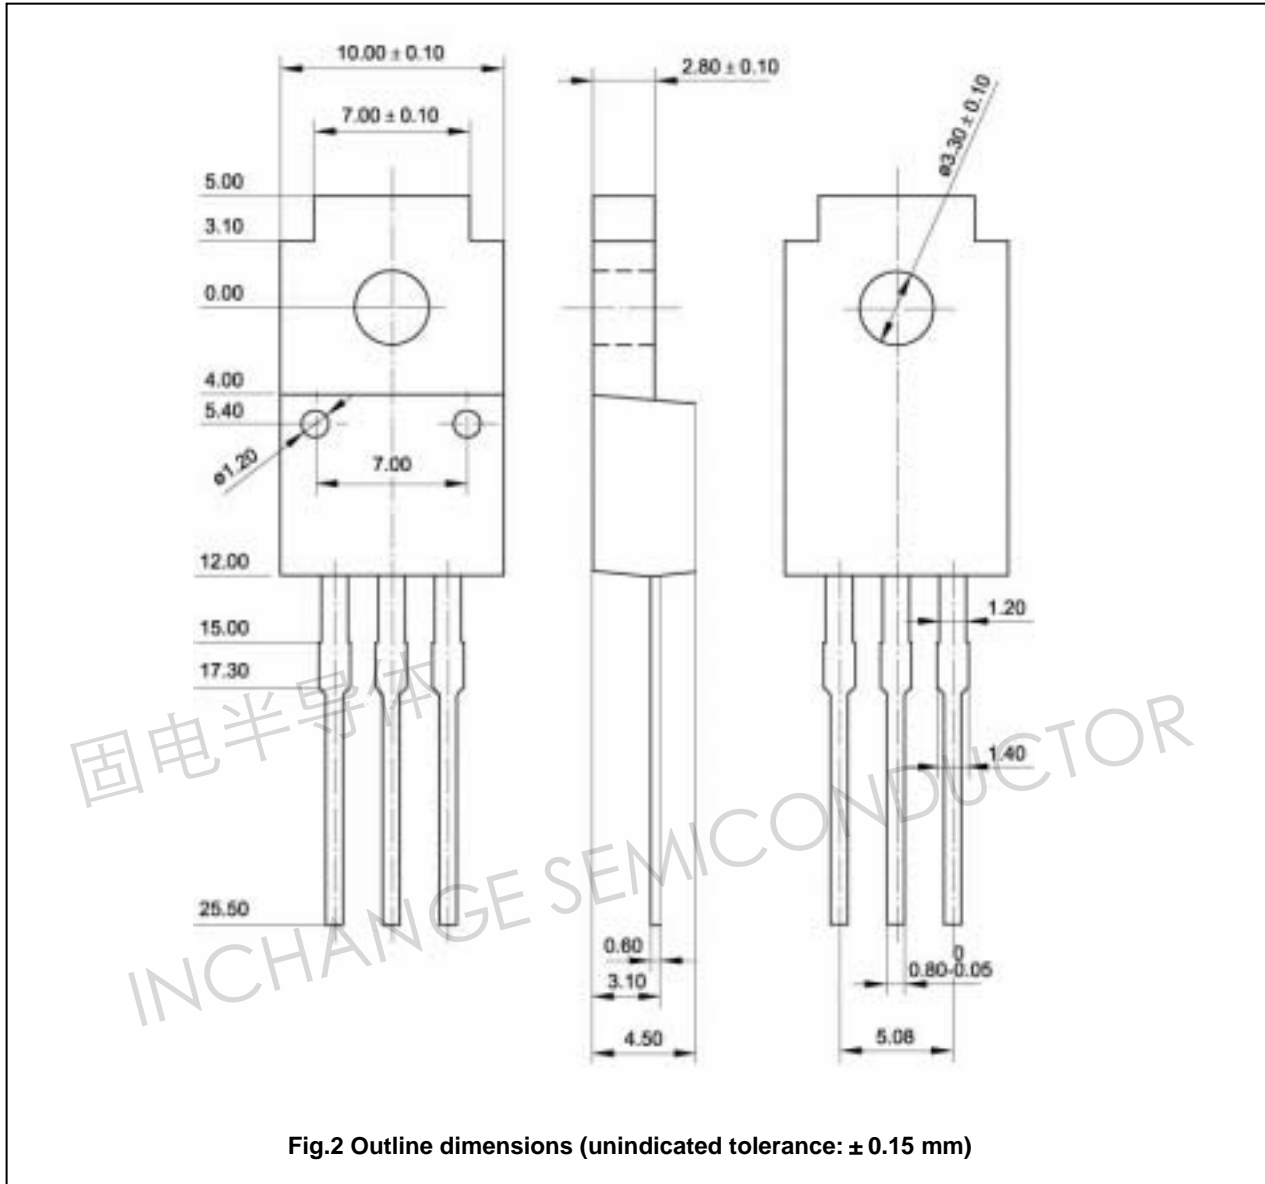 10.00 ± 0.10
2.80 ± 0.10
7.00 ± 0.10
ø3.30 ± 0.10
5.00
3.10
0.00
4.00
5.40
ø1.20
7.00
12.00
1.20
15.00
17.30
1.40
25.50
0.60
0
0.80-0.05
3.10
4.50
5.08
固电半导体
INCHANGE SEMICONDUCTOR
Fig.2 Outline dimensions (unindicated tolerance: ± 0.15 mm)